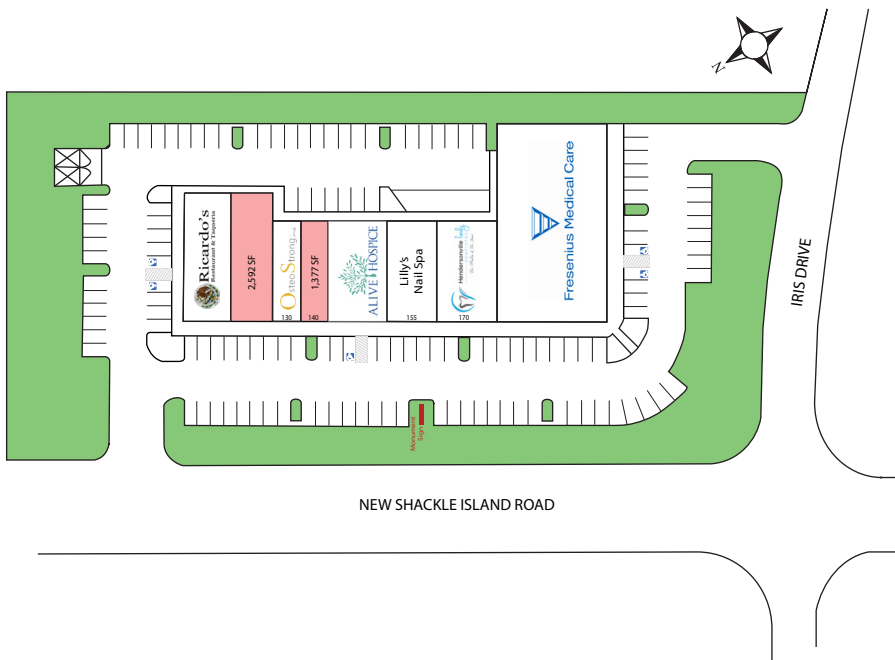 N
Ricardo's
Restaurant & Taqueria
2,592 SF
OsteoStrong
130
1,377 SF
140
ALIVE HOSPICE
Lilly's
Nail Spa
155
Hendersonville
170
Fresenius Medical Care
Monument
Sign
IRIS DRIVE
NEW SHACKLE ISLAND ROAD